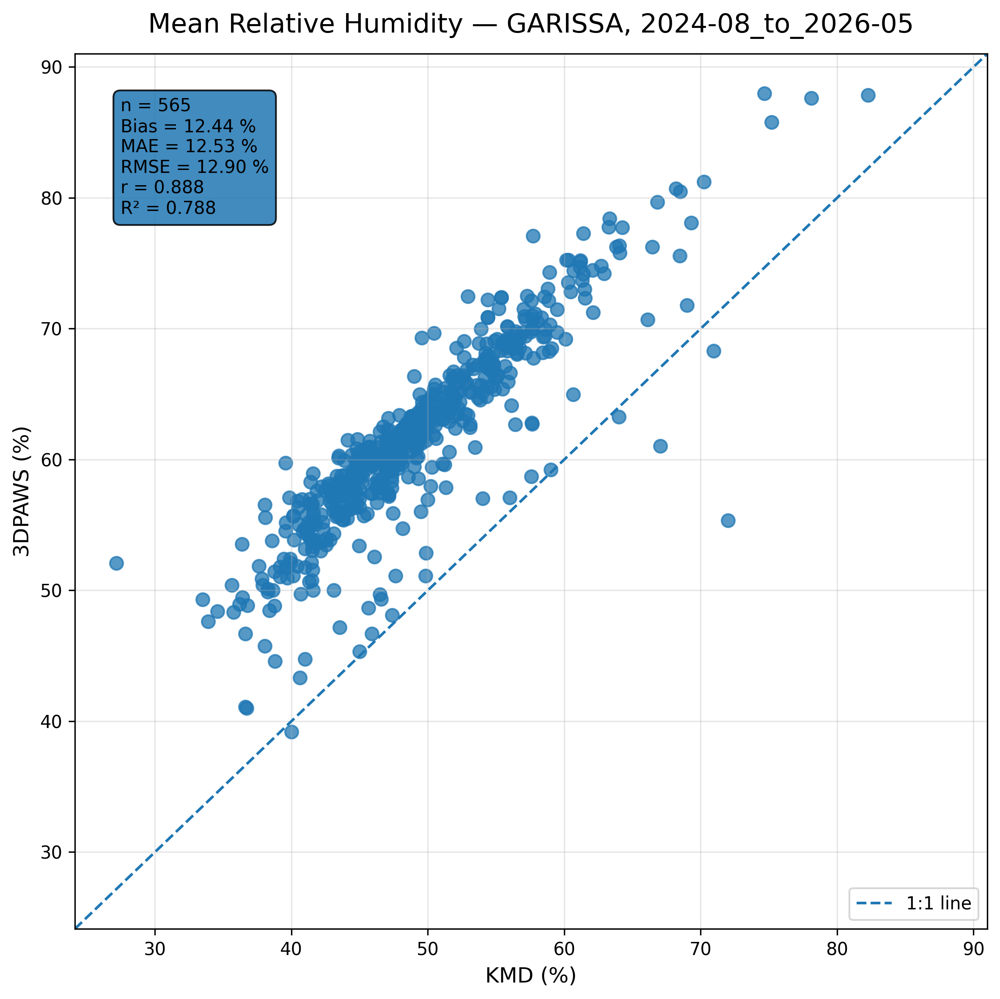 Mean Relative Humidity — GARISSA, 2024-08_to_2026-05
90
80
70
60
50
40
30
3DPAWS (%)
n = 565
Bias = 12.44 %
MAE = 12.53 %
RMSE = 12.90 %
r = 0.888
R² = 0.788
1:1 line
30
40
50
60
70
80
90
KMD (%)